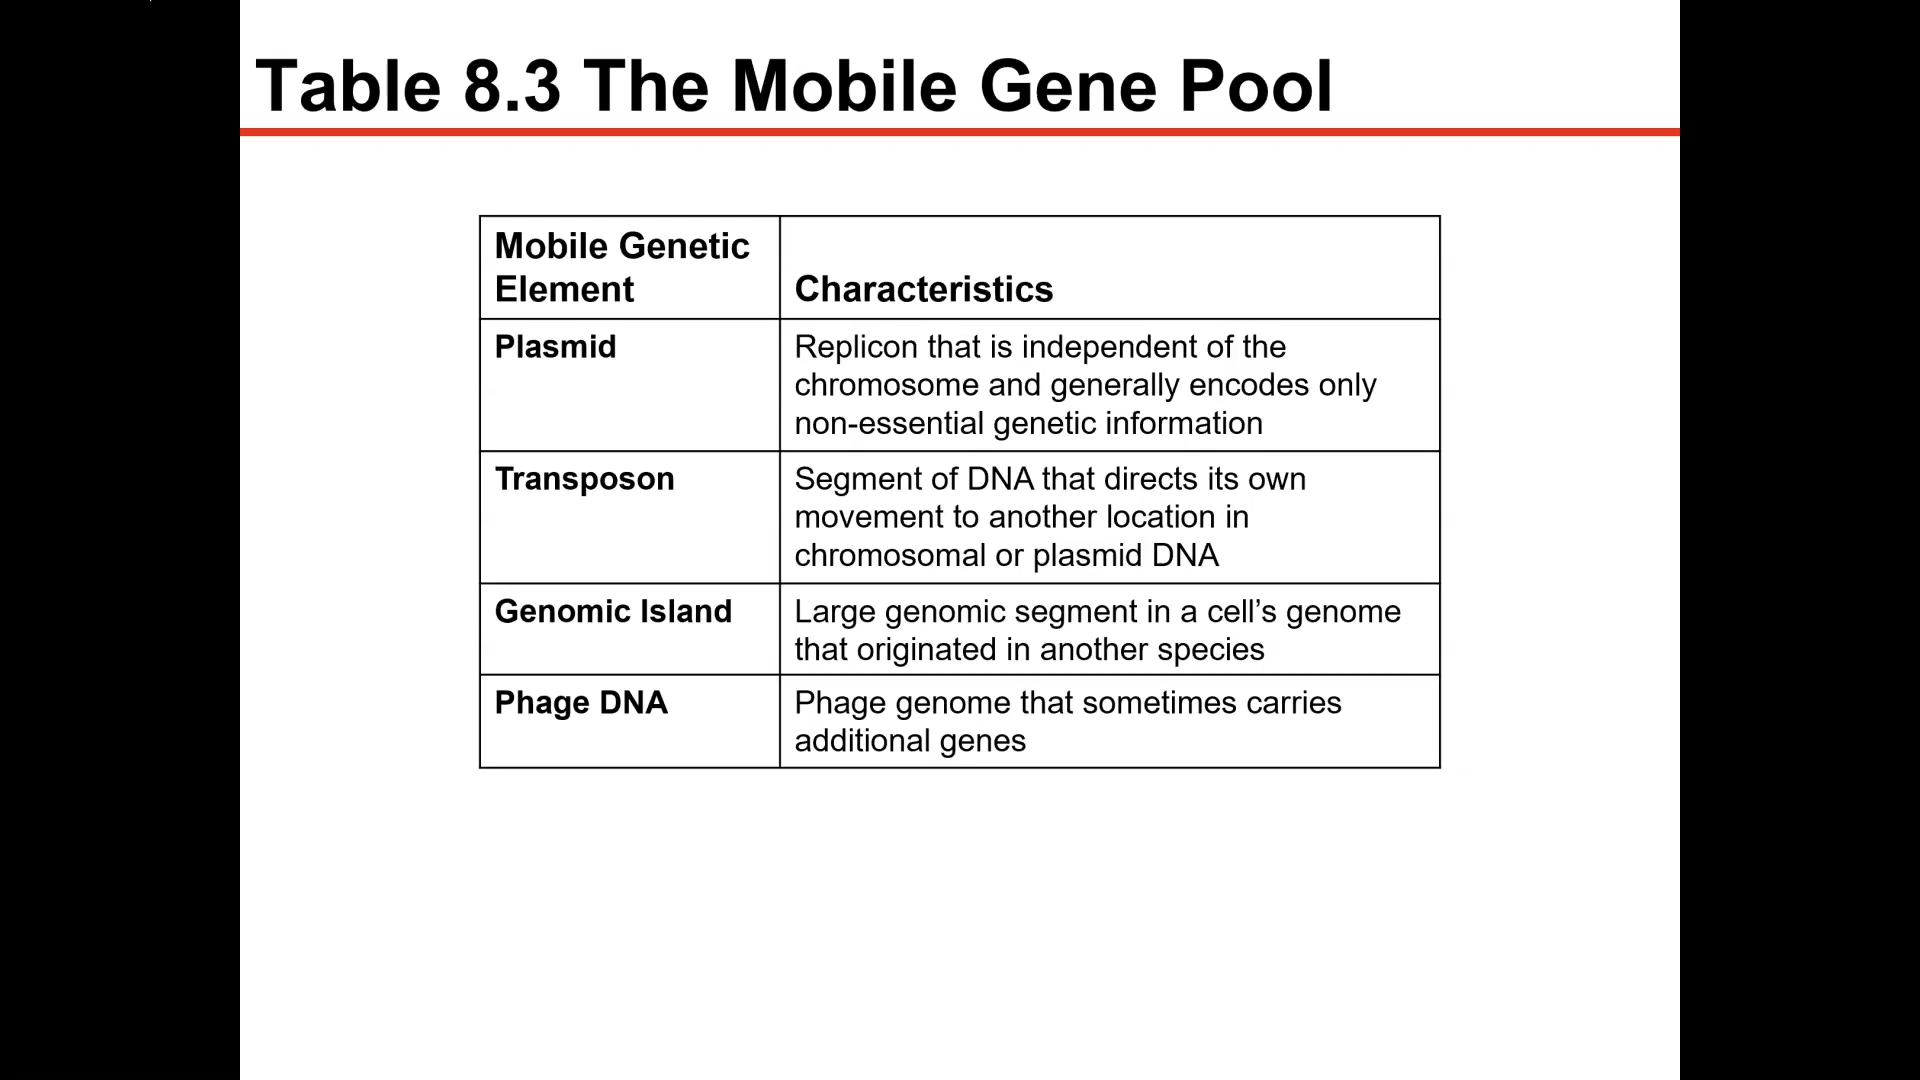 Table 8.3 The Mobile Gene Pool
Mobile Genetic
Element
Characteristics
Plasmid
Replicon that is independent of the
chromosome and generally encodes only
non-essential genetic information
Transposon
Segment of DNA that directs its own
movement to another location in
chromosomal or plasmid DNA
Genomic Island
Large genomic segment in a cell’s genome
that originated in another species
Phage DNA
Phage genome that sometimes carries
additional genes